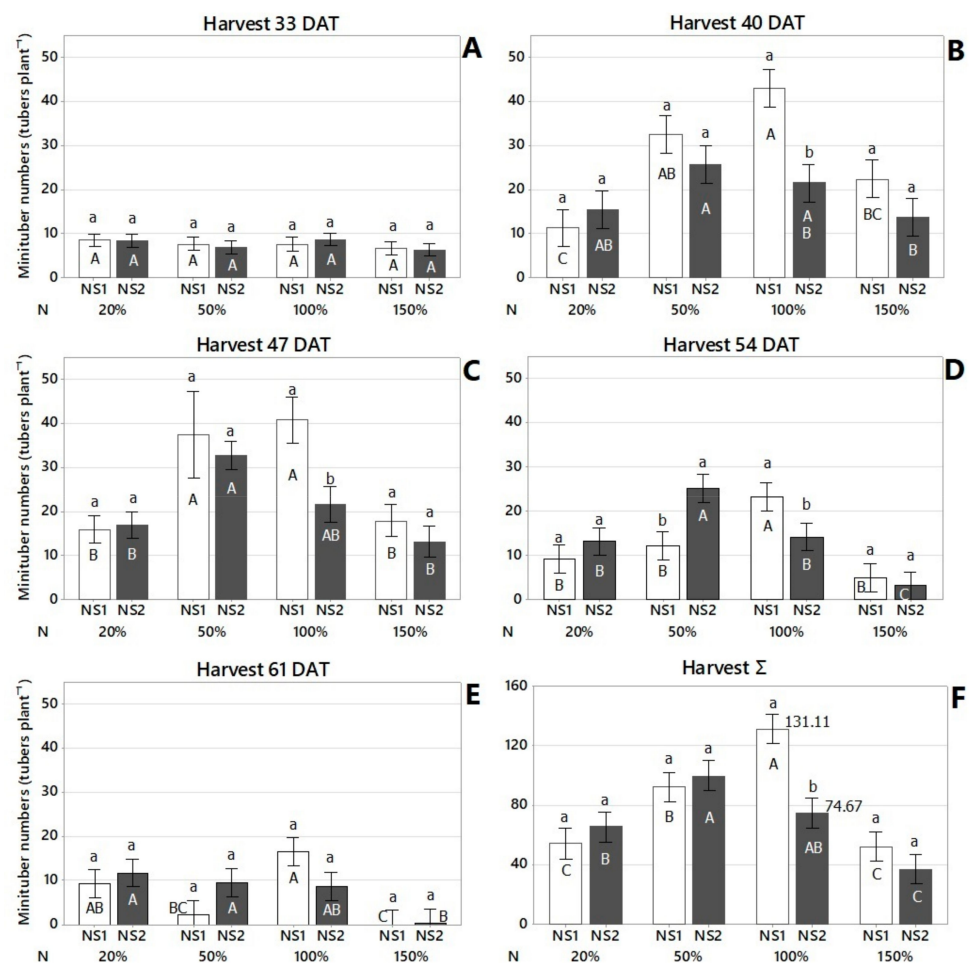 Harvest 33 DAT
A
Minituber numbers (tubers plant⁻¹)
50
40
30
20
10
0
a a a a a a a a
A A A A A A A A
NS1 NS2 NS1 NS2 NS1 NS2 NS1 NS2
N 20% 50% 100% 150%
Harvest 40 DAT
B
50
40
30
20
10
0
a a a a a b a a
C AB AB A A A B BC B
NS1 NS2 NS1 NS2 NS1 NS2 NS1 NS2
N 20% 50% 100% 150%
Harvest 47 DAT
C
Minituber numbers (tubers plant⁻¹)
50
40
30
20
10
0
a a a a a b a a
B B A A A AB B B
NS1 NS2 NS1 NS2 NS1 NS2 NS1 NS2
N 20% 50% 100% 150%
Harvest 54 DAT
D
50
40
30
20
10
0
a a b a a b a a
B B B A A B B C
NS1 NS2 NS1 NS2 NS1 NS2 NS1 NS2
N 20% 50% 100% 150%
Harvest 61 DAT
E
Minituber numbers (tubers plant⁻¹)
50
40
30
20
10
0
a a a a a a a a
AB A BC A A AB C B
NS1 NS2 NS1 NS2 NS1 NS2 NS1 NS2
N 20% 50% 100% 150%
Harvest Σ
F
160
120
80
40
0
a a a a a 131.11 b 74.67 a a
C B B A A AB C C
NS1 NS2 NS1 NS2 NS1 NS2 NS1 NS2
N 20% 50% 100% 150%